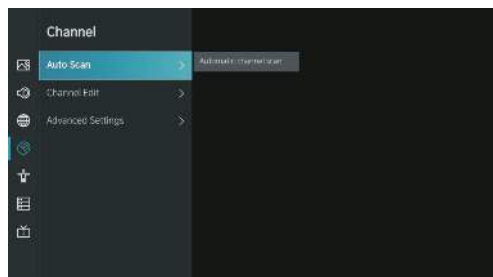 Channel
Auto Scan
Automatic channel scan
Channel Edit
Advanced Settings